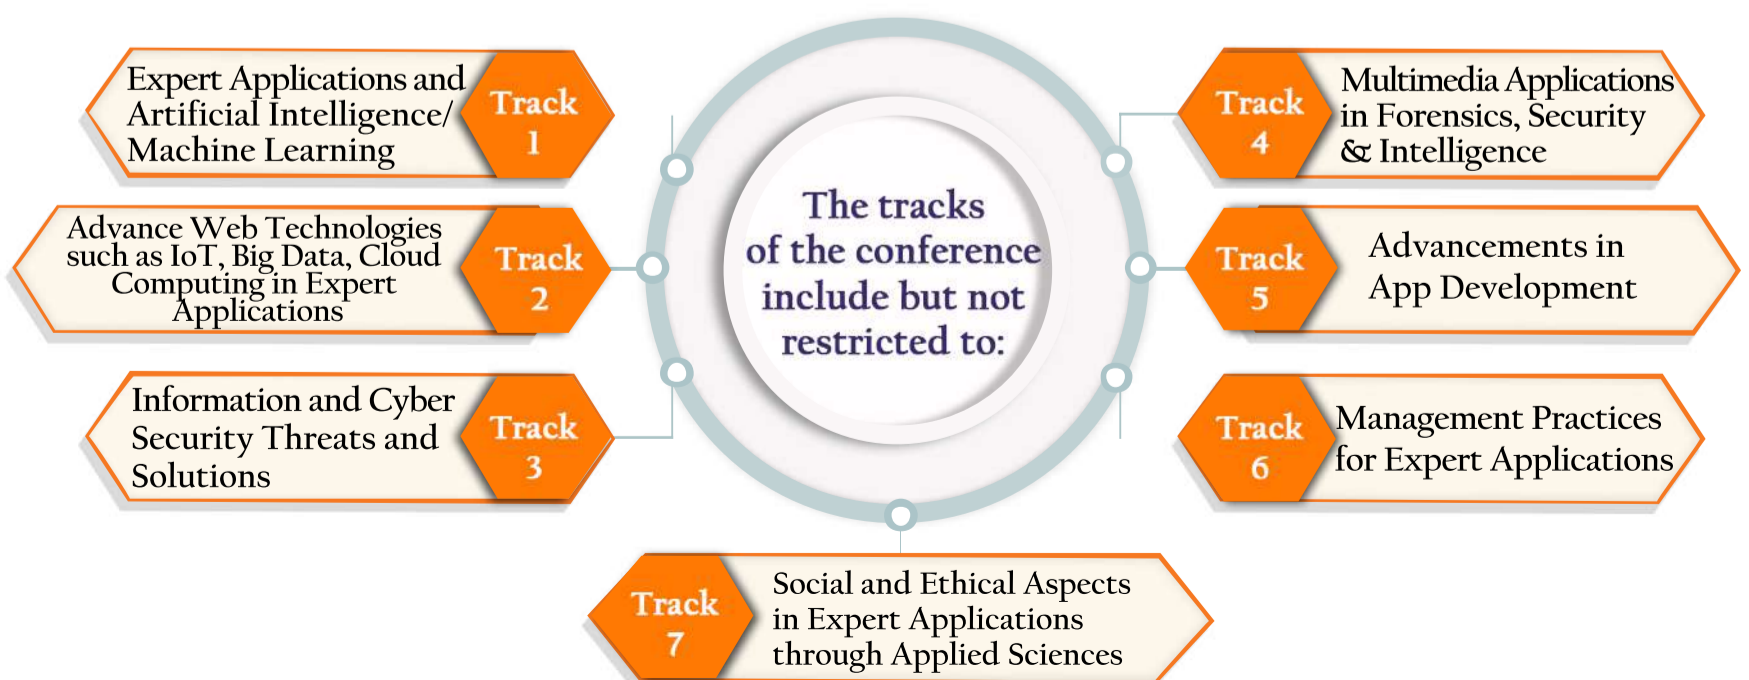 The tracks
of the conference
include but not
restricted to:
Track
1
Expert Applications and
Artificial Intelligence/
Machine Learning
Track
2
Advance Web Technologies
such as IoT, Big Data, Cloud
Computing in Expert
Applications
Track
3
Information and Cyber
Security Threats and
Solutions
Track
4
Multimedia Applications
in Forensics, Security
& Intelligence
Track
5
Advancements in
App Development
Track
6
Management Practices
for Expert Applications
Track
7
Social and Ethical Aspects
in Expert Applications
through Applied Sciences